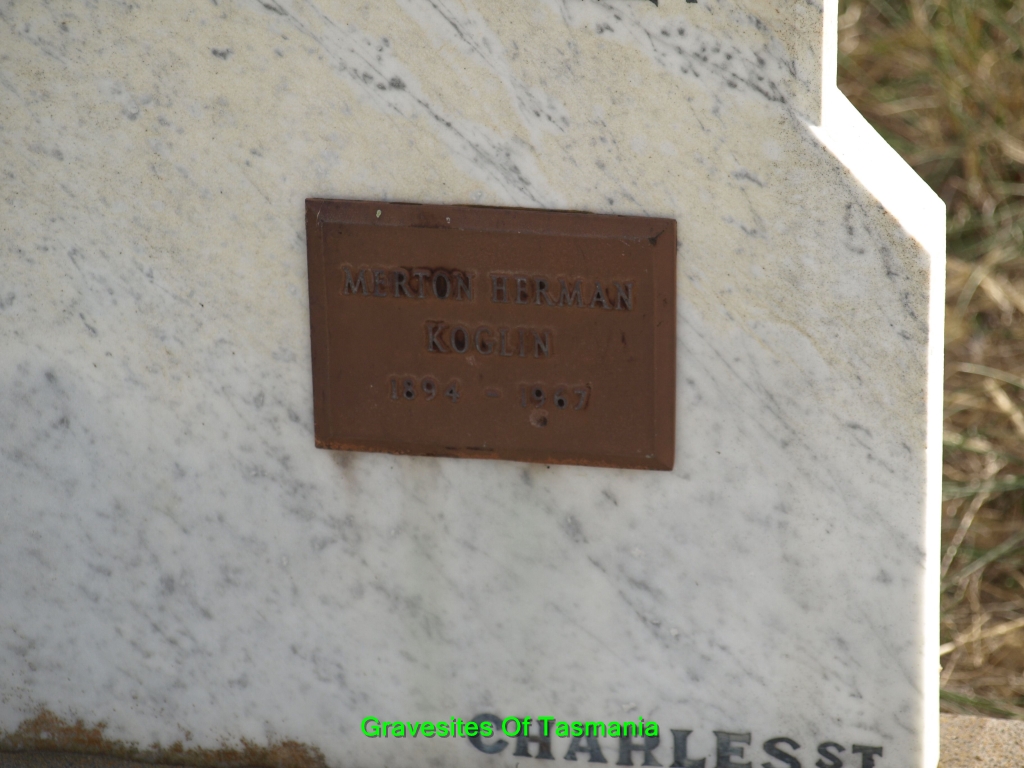 MERTON HERMAN
KOGLIN
1894 - 1967
Gravesites Of Tasmania
CHARLES ST